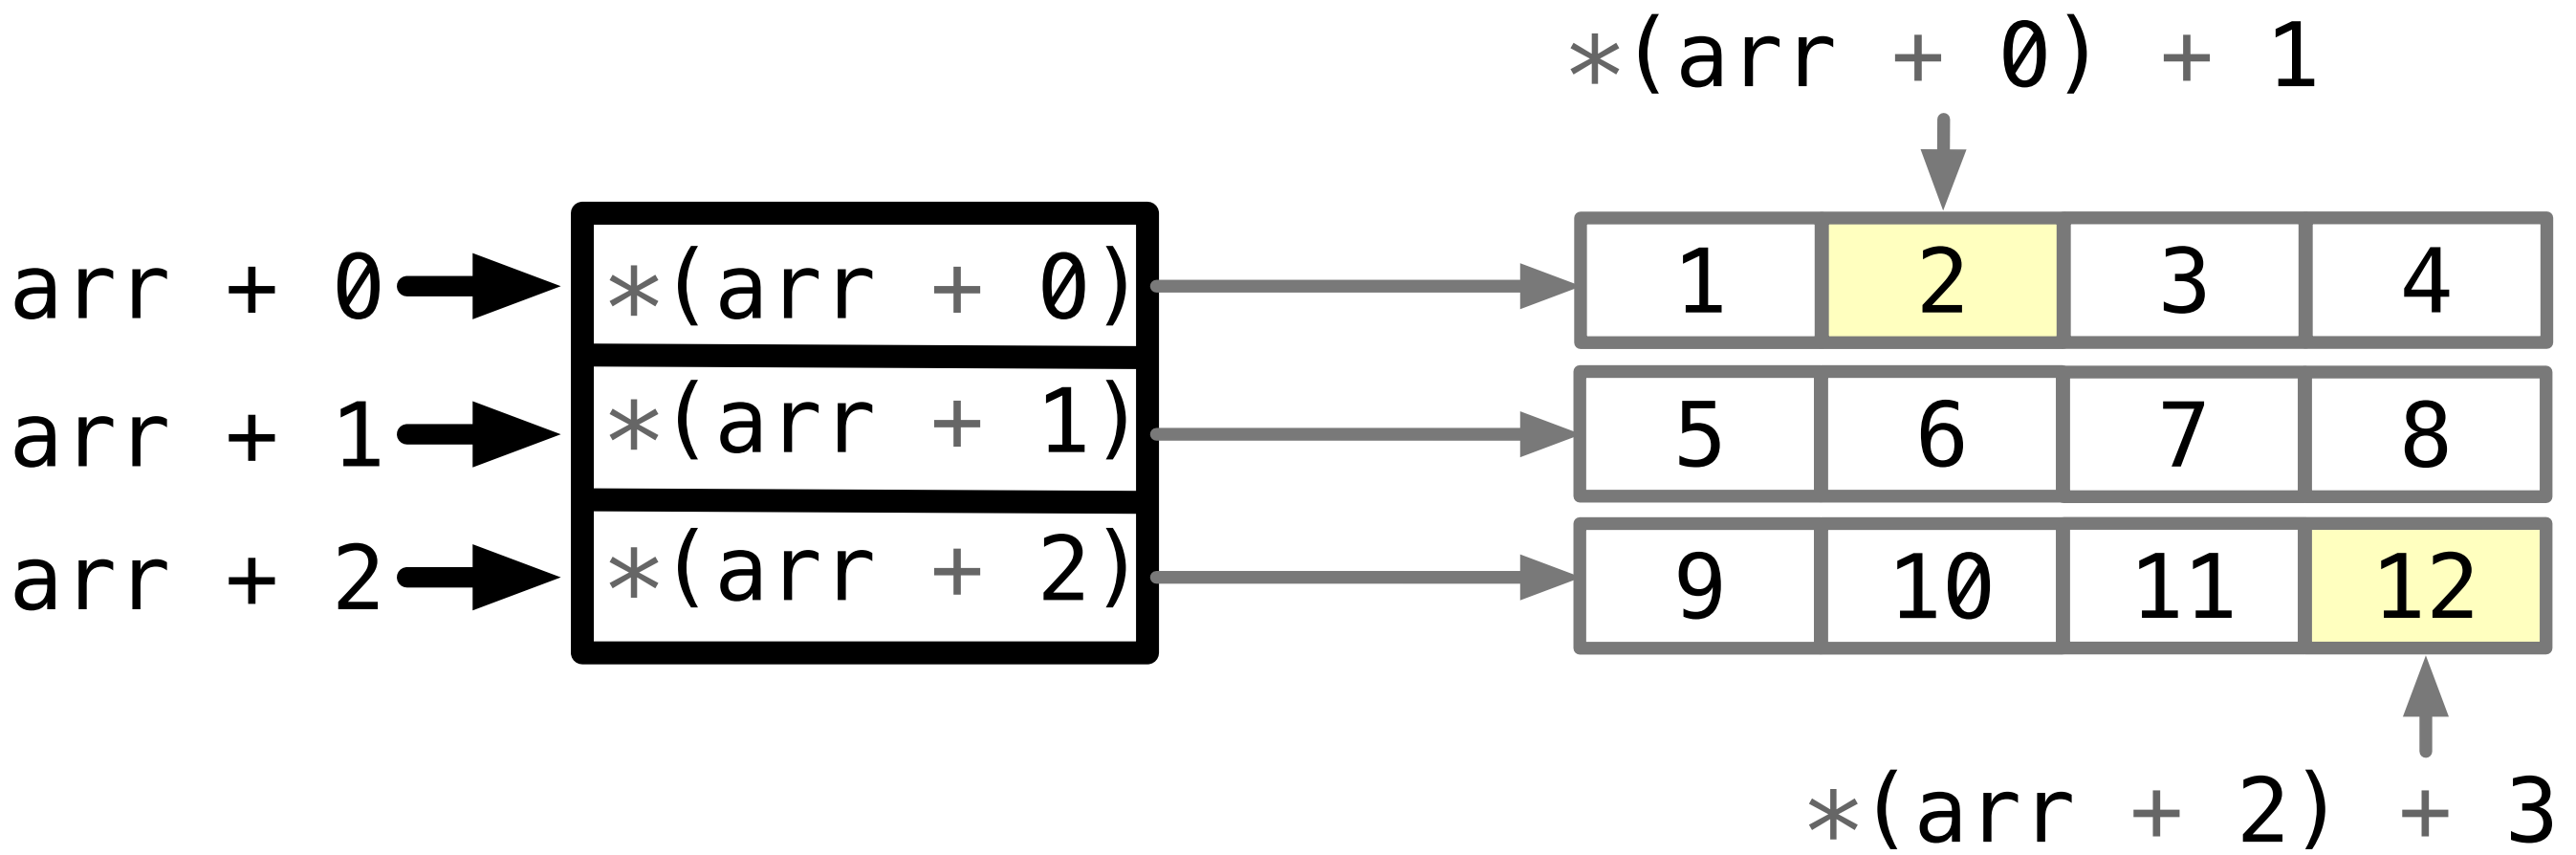 *(arr + 0) + 1
arr + 0 *(arr + 0) 1 2 3 4
arr + 1 *(arr + 1) 5 6 7 8
arr + 2 *(arr + 2) 9 10 11 12
*(arr + 2) + 3